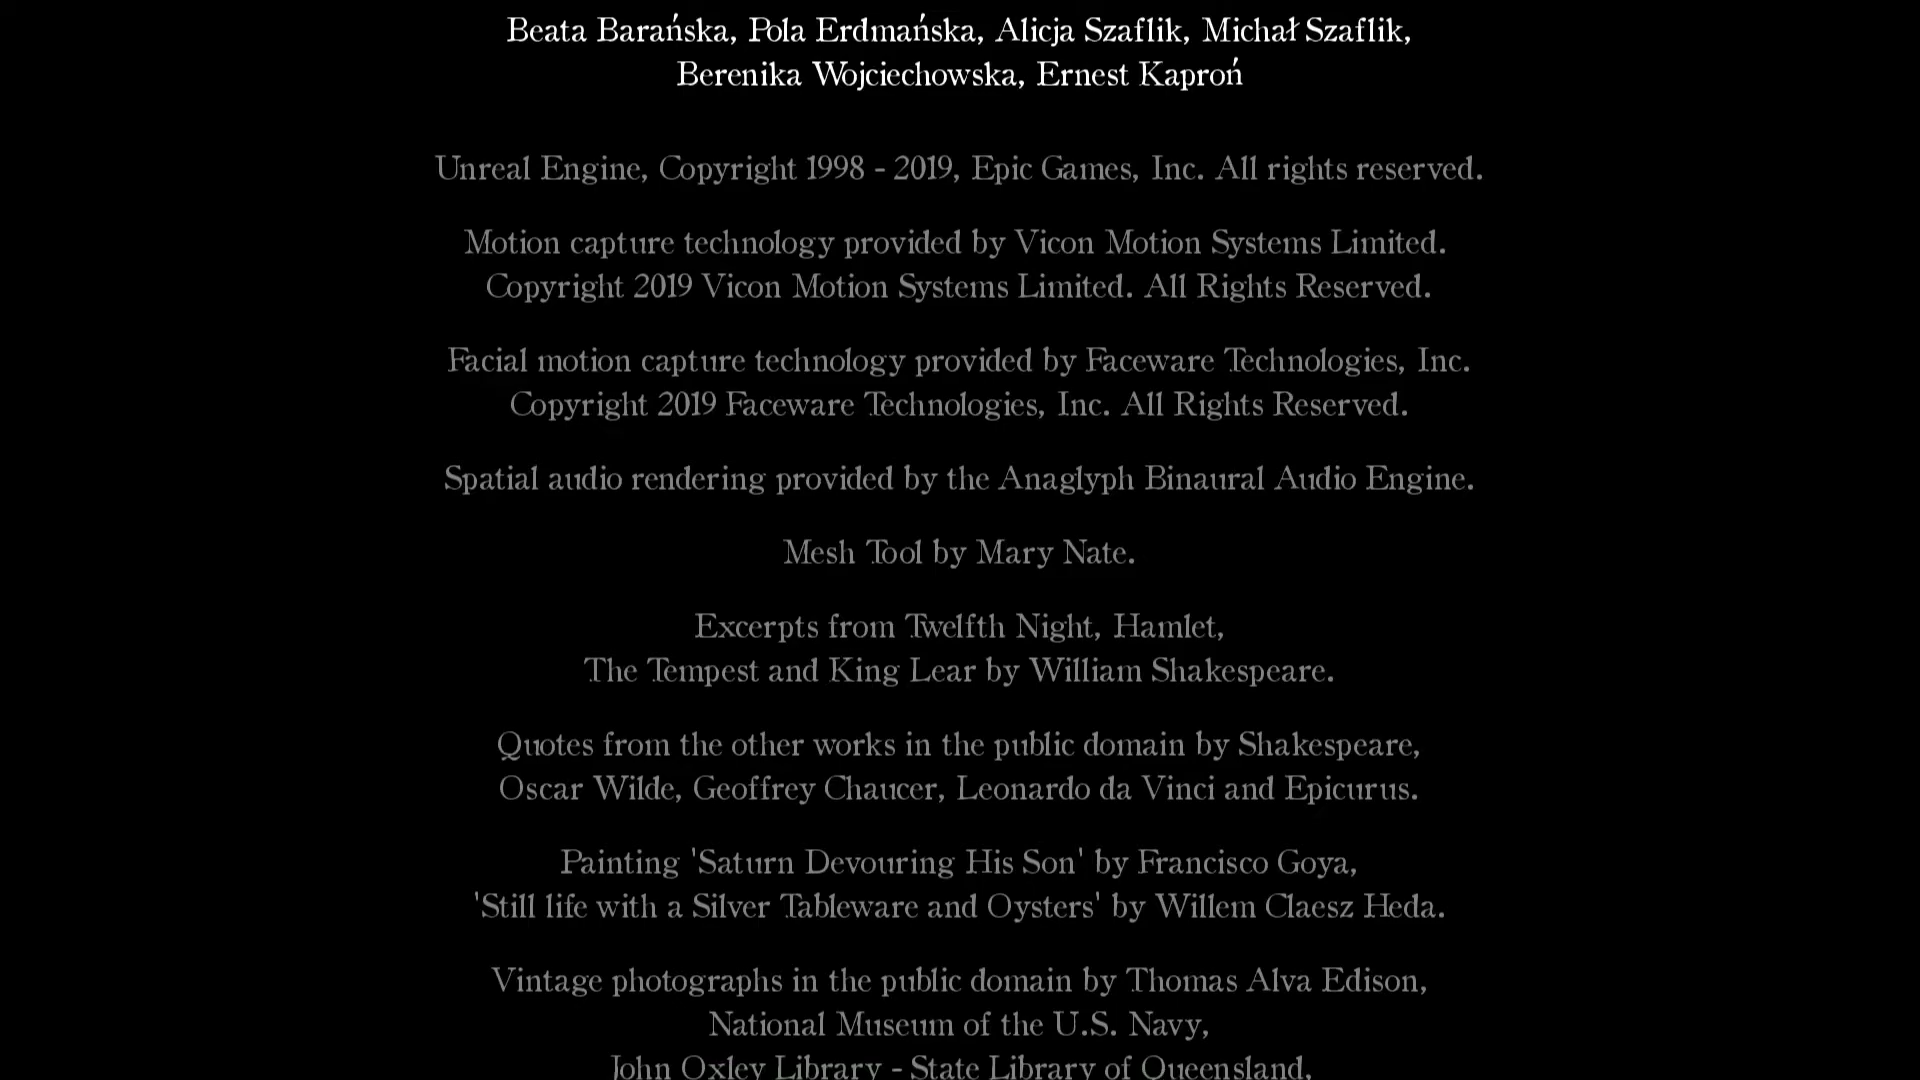 Beata Barańska, Pola Erdmańska, Alicja Szaflik, Michał Szaflik,
Berenika Wojciechowska, Ernest Kaproń
Unreal Engine, Copyright 1998 - 2019, Epic Games, Inc. All rights reserved.
Motion capture technology provided by Vicon Motion Systems Limited.
Copyright 2019 Vicon Motion Systems Limited. All Rights Reserved.
Facial motion capture technology provided by Faceware Technologies, Inc.
Copyright 2019 Faceware Technologies, Inc. All Rights Reserved.
Spatial audio rendering provided by the Anaglyph Binaural Audio Engine.
Mesh Tool by Mary Nate.
Excerpts from Twelfth Night, Hamlet,
The Tempest and King Lear by William Shakespeare.
Quotes from the other works in the public domain by Shakespeare,
Oscar Wilde, Geoffrey Chaucer, Leonardo da Vinci and Epicurus.
Painting 'Saturn Devouring His Son' by Francisco Goya,
'Still life with a Silver Tableware and Oysters' by Willem Claesz Heda.
Vintage photographs in the public domain by Thomas Alva Edison,
National Museum of the U.S. Navy,
John Oxley Library - State Library of Queensland,